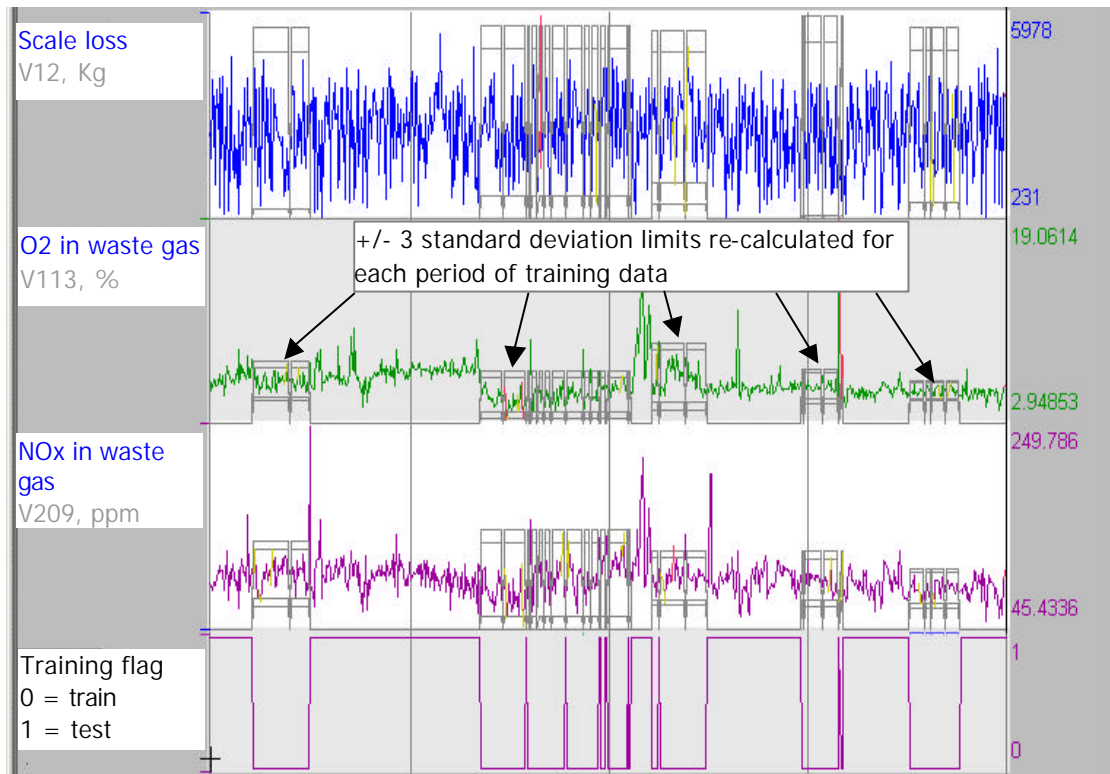 Scale loss
V12, Kg
5978
231
+/- 3 standard deviation limits re-calculated for
each period of training data
O2 in waste gas
V113, %
19.0614
2.94853
NOx in waste
gas
V209, ppm
249.786
45.4336
Training flag
0 = train
1 = test
1
0